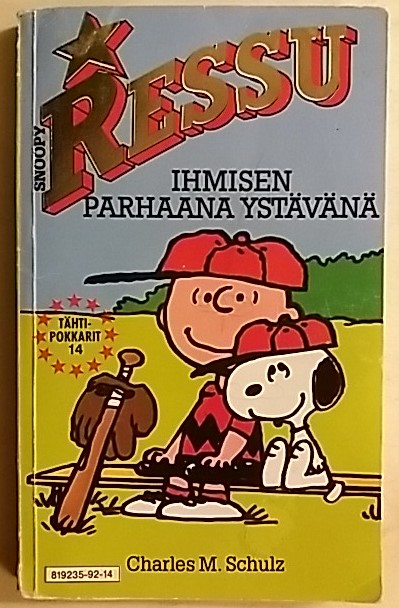 RESSU
SNOOPY
IHMISEN
PARHAANA YSTÄVÄNÄ
TÄHTI-
POKKARIT
14
Charles M. Schulz
819235-92-14